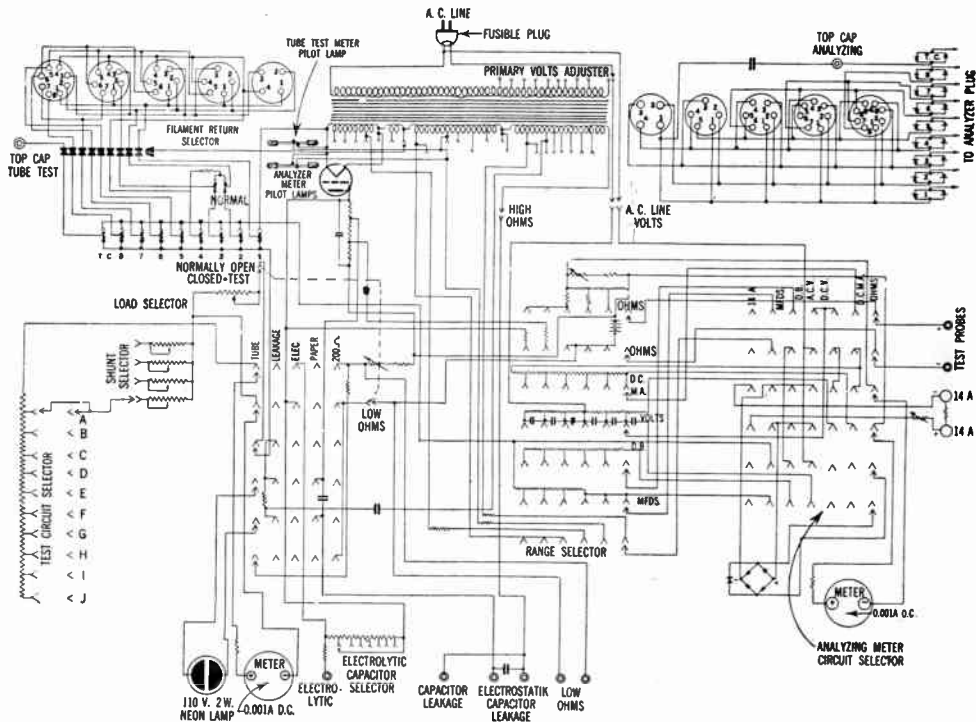 A. C. LINE
FUSIBLE PLUG
TUBE TEST METER
PILOT LAMP
PRIMARY VOLTS ADJUSTER
TOP CAP
ANALYZING
TO ANALYZER PLUG
FILAMENT RETURN
SELECTOR
TOP CAP
TUBE TEST
ANALYZER
METER
PILOT LAMPS
NORMAL
HIGH
OHMS
A. C. LINE
VOLTS
T C 8 7 6 5 4 3 2 1
NORMALLY OPEN
CLOSED-TEST
LOAD SELECTOR
SHUNT
SELECTOR
TUBE
LEAKAGE
ELEC
PAPER
200
LOW
OHMS
OHMS
OHMS
D.C.
M.A.
VOLTS
D.B.
MFDS.
RANGE SELECTOR
14 A.
MFDS.
D.B.
A.C.V.
D.C.V.
D.C.M.A.
OHMS
TEST PROBES
14 A
14 A
TEST CIRCUIT SELECTOR
A
B
C
D
E
F
G
H
I
J
METER
0.001A D.C.
ANALYZING METER
CIRCUIT SELECTOR
110 V. 2W.
NEON LAMP
METER
0.001A D.C.
ELECTRO-
LYTIC
ELECTROLYTIC
CAPACITOR
SELECTOR
CAPACITOR
LEAKAGE
ELECTROSTATIK
CAPACITOR
LEAKAGE
LOW
OHMS